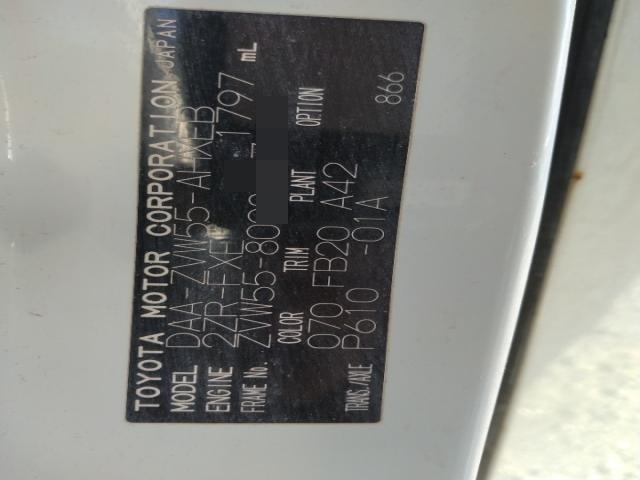 TOYOTA MOTOR CORPORATION JAPAN
MODEL DAA-ZVW55-AHXEB
ENGINE 2ZR-FXE 1797 mL
FRAME No. ZVW55-80
COLOR TRIM PLANT OPTION
070 FB20 A42
TRANS./AXLE P610 -01A 866